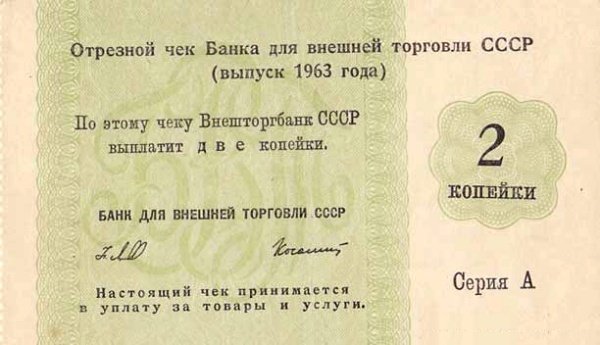 Отрезной чек Банка для внешней торговли СССР
(выпуск 1963 года)
По этому чеку Внешторгбанк СССР
выплатит две копейки.
2
КОПЕЙКИ
БАНК ДЛЯ ВНЕШНЕЙ ТОРГОВЛИ СССР
Серия А
Настоящий чек принимается
в уплату за товары и услуги.